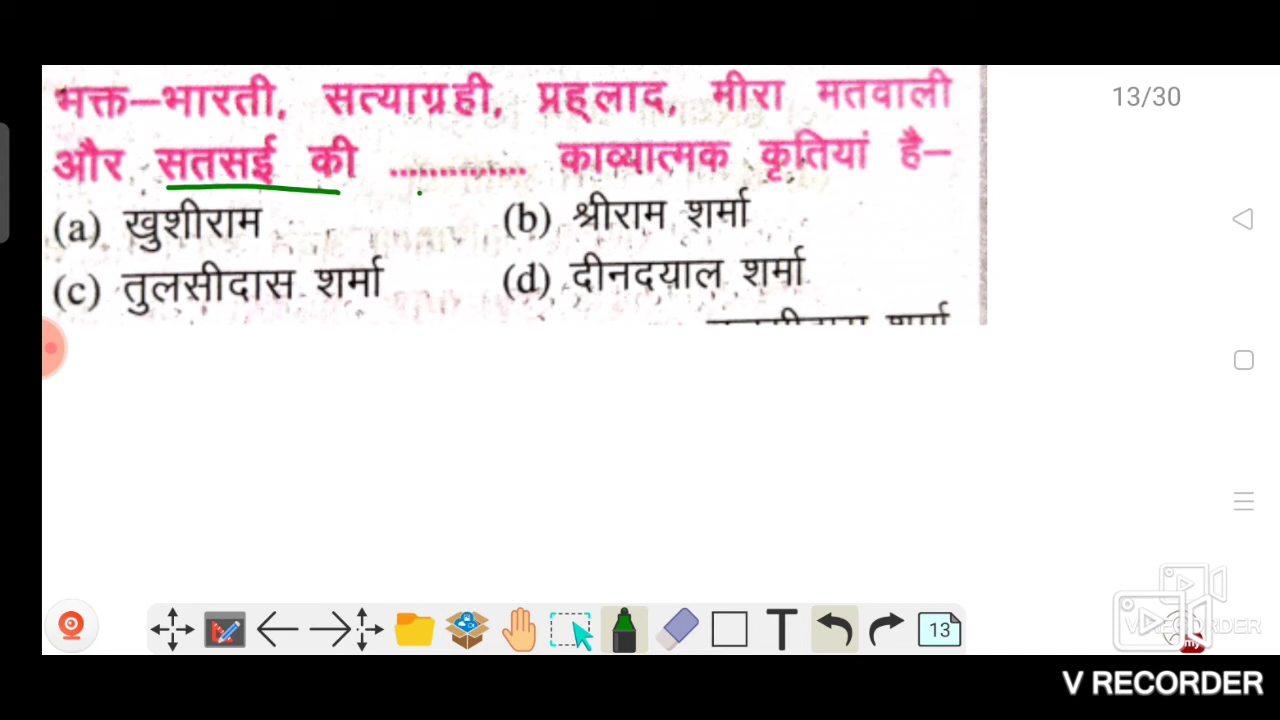 भक्त-भारती, सत्याग्रही, प्रह्लाद, मीरा मतवाली
और सतसई की .............. काव्यात्मक कृतियां है-
(a) खुशीराम (b) श्रीराम शर्मा
(c) तुलसीदास शर्मा (d) दीनदयाल शर्मा
13/30
13
V RECORDER